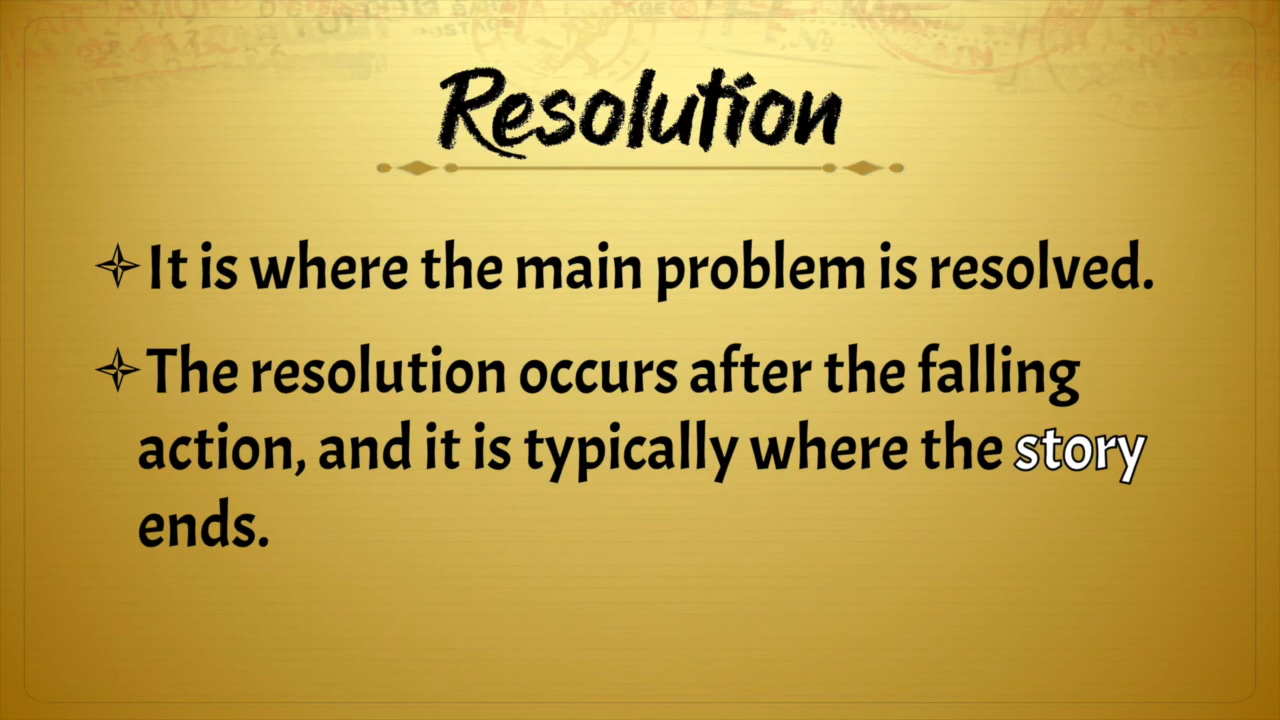 Resolution
It is where the main problem is resolved.
The resolution occurs after the falling
action, and it is typically where the story
ends.